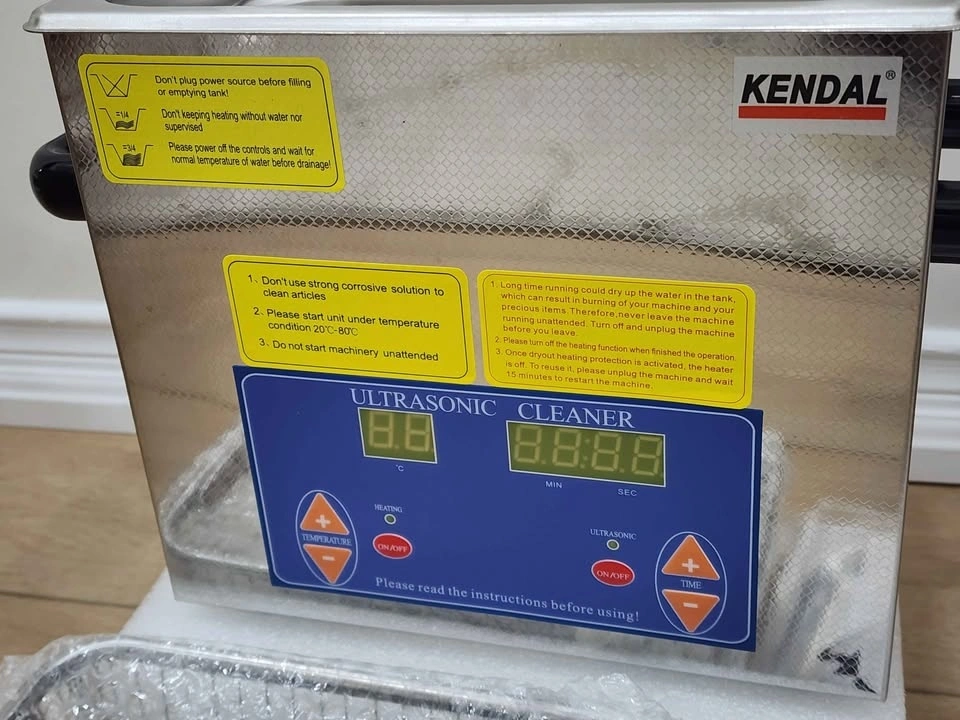 Don't plug power source before filling
or emptying tank!
=1/4
Don't keeping heating without water nor
supervised
=3/4
Please power off the controls and wait for
normal temperature of water before drainage!
KENDAL®
1、Don't use strong corrosive solution to
clean articles
2、Please start unit under temperature
condition 20℃-80℃
3、Do not start machinery unattended
1. Long time running could dry up the water in the tank,
which can result in burning of your machine and your
precious items. Therefore,never leave the machine
running unattended. Turn off and unplug the machine
before you leave.
2. Please turn off the heating function when finished the operation.
3. Once dryout heating protection is activated, the heater
is off. To reuse it, please unplug the machine and wait
15 minutes to restart the machine.
ULTRASONIC CLEANER
℃
MIN SEC
HEATING
ON/OFF
TEMPERATURE
ULTRASONIC
ON/OFF
TIME
Please read the instructions before using!